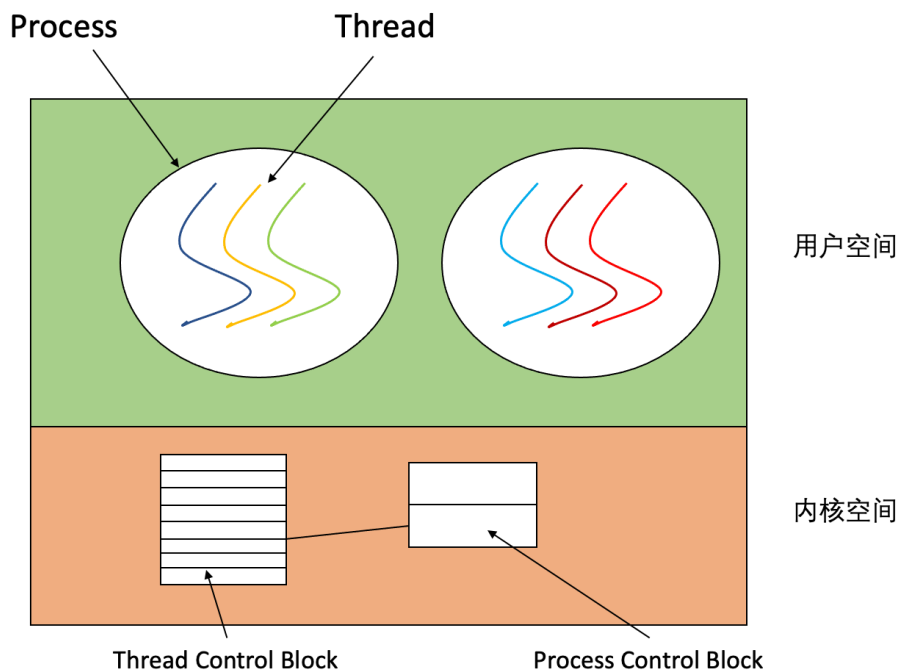 Process
Thread
用户空间
内核空间
Thread Control Block
Process Control Block